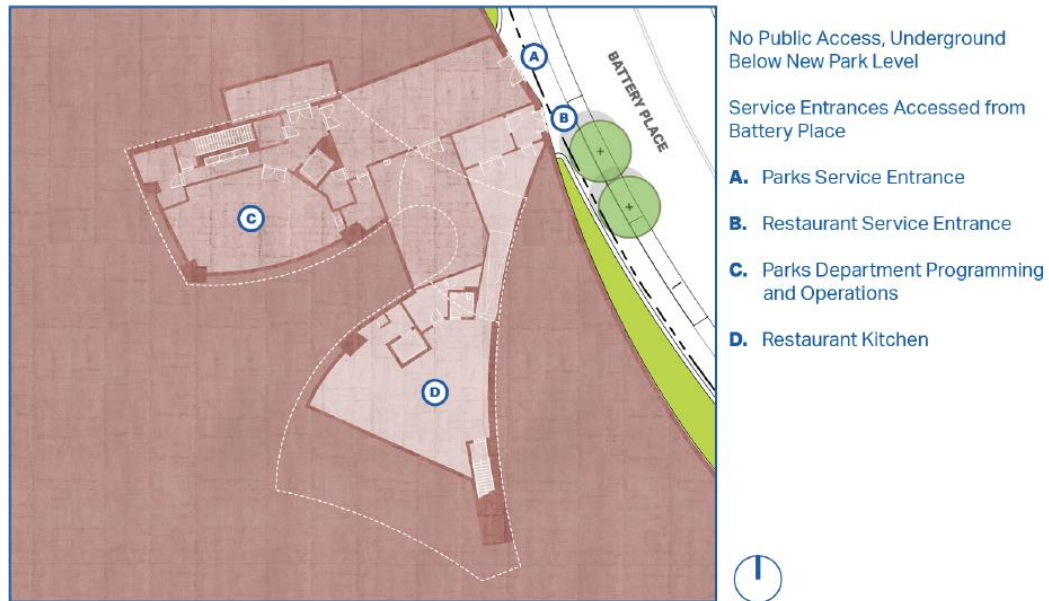 A
B
BATTERY PLACE
C
D
No Public Access, Underground
Below New Park Level
Service Entrances Accessed from
Battery Place
A. Parks Service Entrance
B. Restaurant Service Entrance
C. Parks Department Programming
and Operations
D. Restaurant Kitchen